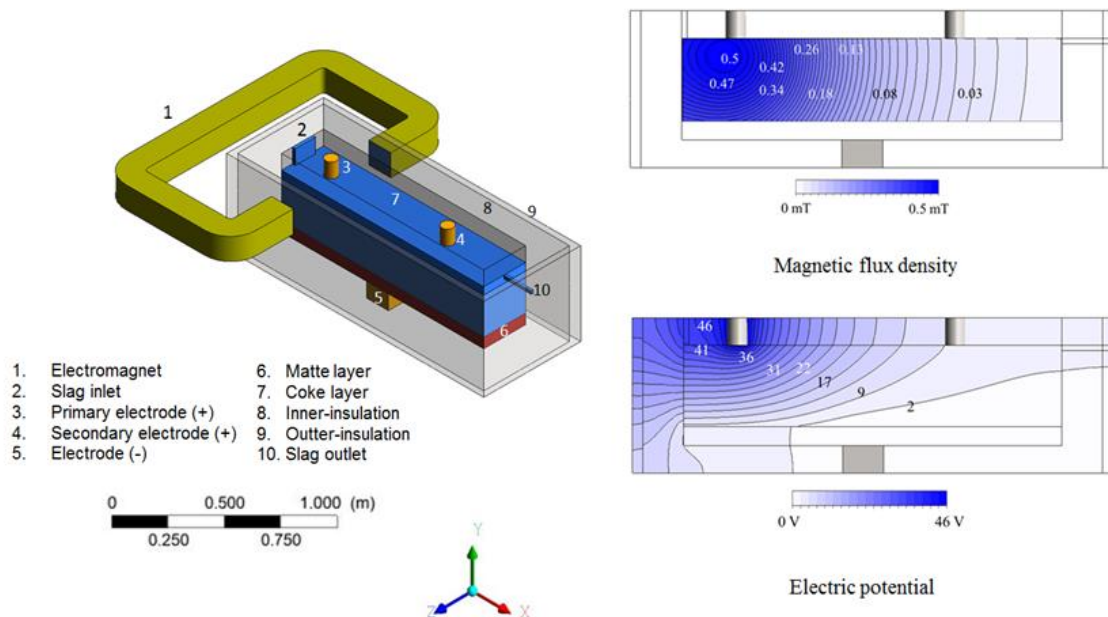 1
2
3
7
8
9
4
10
5
6
1. Electromagnet
2. Slag inlet
3. Primary electrode (+)
4. Secondary electrode (+)
5. Electrode (-)
6. Matte layer
7. Coke layer
8. Inner-insulation
9. Outter-insulation
10. Slag outlet
0 0.500 1.000 (m)
0.250 0.750
Y
Z X
0.26 0.13
0.5 0.42
0.47 0.34 0.18 0.08 0.03
0 mT 0.5 mT
Magnetic flux density
46
41 36
31 22
17 9 2
0 V 46 V
Electric potential